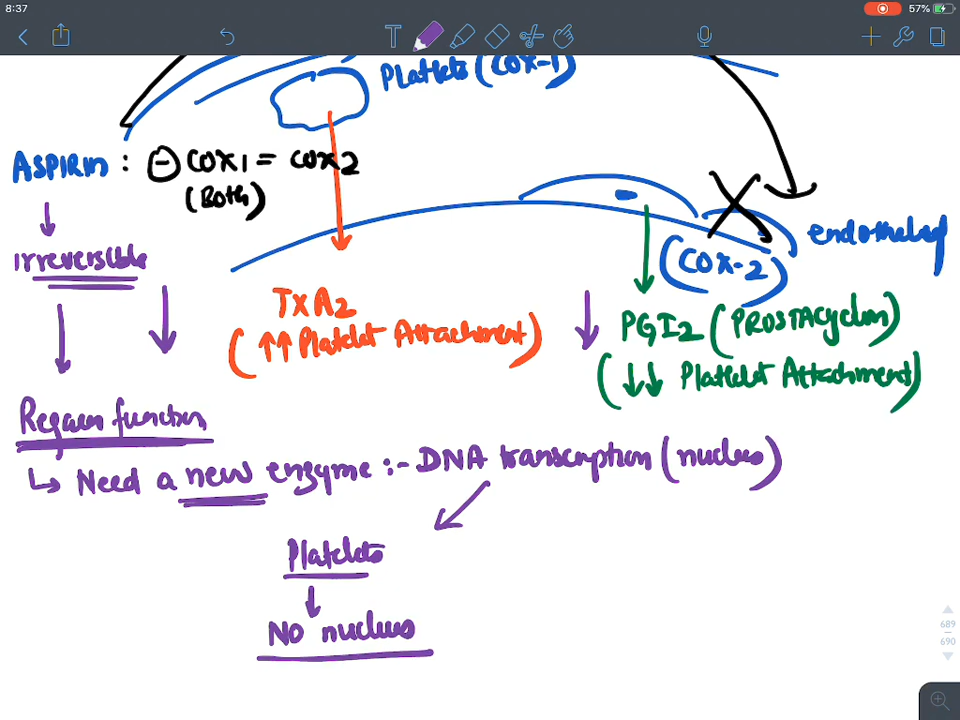 8:37
57%
T
Platlets (COX-1)
ASPIRIN : ⊖ COX1 = COX2
(Both)
endothelial
irreversible
(COX-2)
TXA2
(↑↑ Platelet Attachment)
↓ PGI2 (PROSTACyclin)
(↓↓ Platelet Attachment)
Regain function
↳ Need a new enzyme :- DNA transcription (nucleus)
Platelets
↓
NO nucleus
689
690